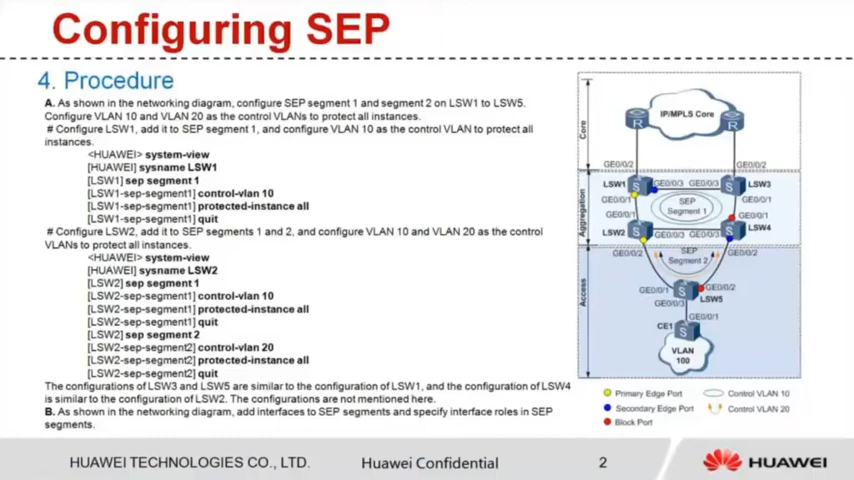 Configuring SEP
4. Procedure
A. As shown in the networking diagram, configure SEP segment 1 and segment 2 on LSW1 to LSW5.
Configure VLAN 10 and VLAN 20 as the control VLANs to protect all instances.
# Configure LSW1, add it to SEP segment 1, and configure VLAN 10 as the control VLAN to protect all
instances.
<HUAWEI> system-view
[HUAWEI] sysname LSW1
[LSW1] sep segment 1
[LSW1-sep-segment1] control-vlan 10
[LSW1-sep-segment1] protected-instance all
[LSW1-sep-segment1] quit
# Configure LSW2, add it to SEP segments 1 and 2, and configure VLAN 10 and VLAN 20 as the control
VLANs to protect all instances.
<HUAWEI> system-view
[HUAWEI] sysname LSW2
[LSW2] sep segment 1
[LSW2-sep-segment1] control-vlan 10
[LSW2-sep-segment1] protected-instance all
[LSW2-sep-segment1] quit
[LSW2] sep segment 2
[LSW2-sep-segment2] control-vlan 20
[LSW2-sep-segment2] protected-instance all
[LSW2-sep-segment2] quit
The configurations of LSW3 and LSW5 are similar to the configuration of LSW1, and the configuration of LSW4
is similar to the configuration of LSW2. The configurations are not mentioned here.
B. As shown in the networking diagram, add interfaces to SEP segments and specify interface roles in SEP
segments.
Core
IP/MPLS Core
R
R
GE0/0/2
GE0/0/2
Aggregation
LSW1
S
GE0/0/3
GE0/0/3
S
LSW3
GE0/0/1
SEP
Segment 1
GE0/0/1
GE0/0/1
GE0/0/1
LSW2
S
GE0/0/3
GE0/0/3
S
LSW4
Access
GE0/0/2
SEP
Segment 2
GE0/0/2
GE0/0/1
S
GE0/0/2
GE0/0/3
LSW5
GE0/0/1
CE1
S
VLAN
100
Primary Edge Port
Control VLAN 10
Secondary Edge Port
Control VLAN 20
Block Port
HUAWEI TECHNOLOGIES CO., LTD.
Huawei Confidential
2
HUAWEI